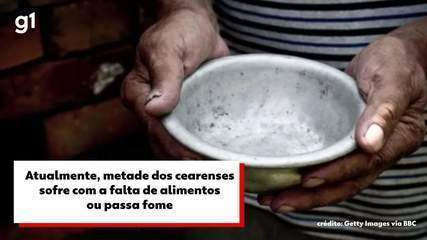 g1
Atualmente, metade dos cearenses
sofre com a falta de alimentos
ou passa fome
crédito: Getty Images via BBC